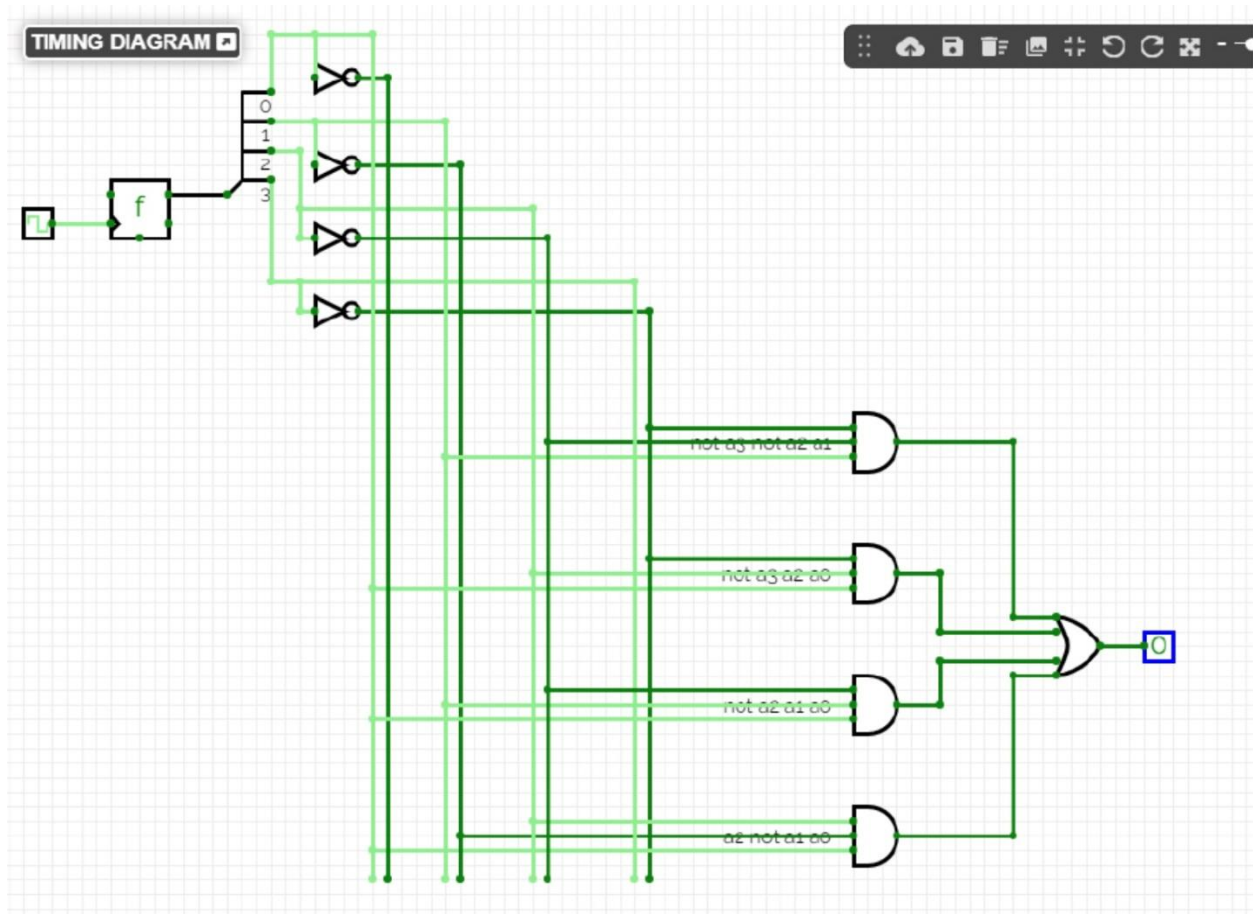 TIMING DIAGRAM
0
1
2
3
f
not a3 not a2 a1
not a3 a2 a0
not a2 a1 a0
a2 not a1 a0
0